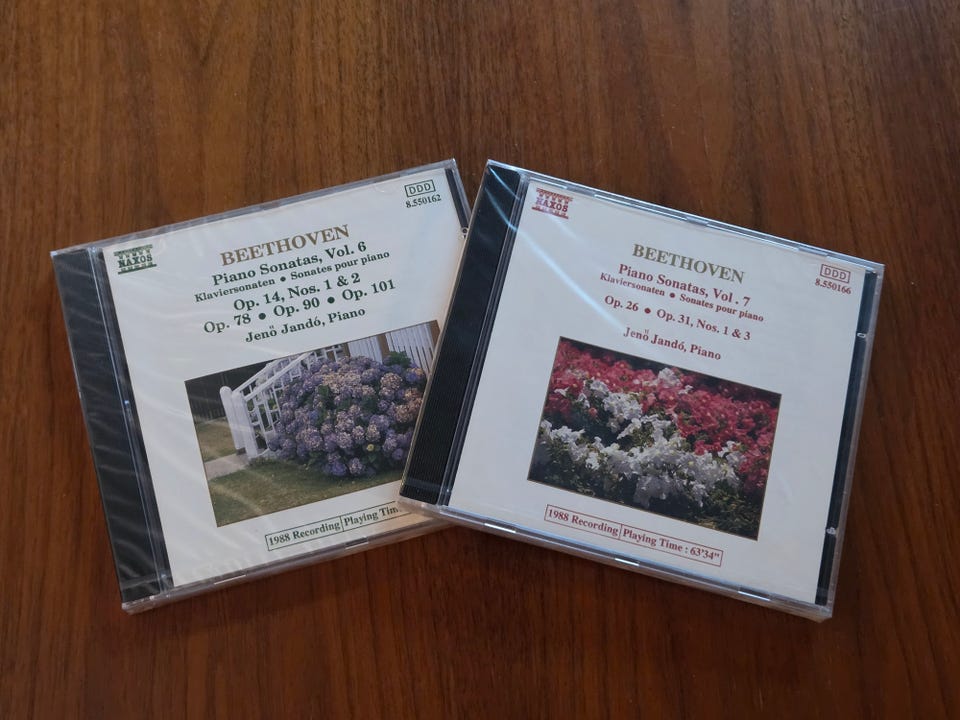 NAXOS
DDD
8.550162
BEETHOVEN
Piano Sonatas, Vol. 6
Klaviersonaten • Sonates pour piano
Op. 14, Nos. 1 & 2
Op. 78 • Op. 90 • Op. 101
Jenő Jandó, Piano
1988 Recording Playing Time
NAXOS
DDD
8.550166
BEETHOVEN
Piano Sonatas, Vol . 7
Klaviersonaten • Sonates pour piano
Op. 26 • Op. 31, Nos. 1 & 3
Jenő Jandó, Piano
1988 Recording Playing Time : 63'34"